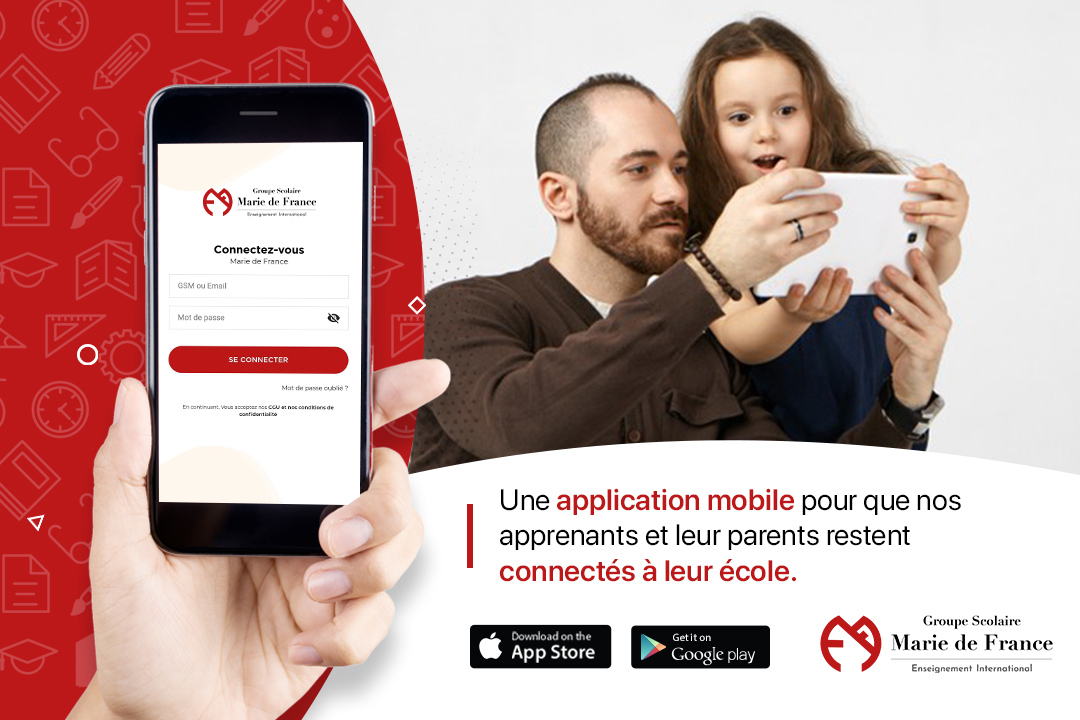 Groupe Scolaire
Marie de France
Enseignement International
Connectez-vous
Marie de France
GSM ou Email
Mot de passe
SE CONNECTER
Mot de passe oublié ?
En continuant, Vous acceptez nos CGU et nos conditions de
confidentialité
Une application mobile pour que nos
apprenants et leur parents restent
connectés à leur école.
Download on the
App Store
Get it on
Google play
Groupe Scolaire
Marie de France
Enseignement International